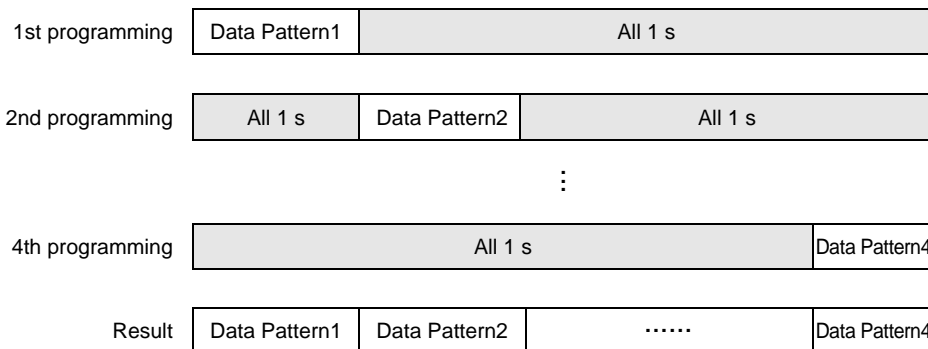 1st programming Data Pattern1 All 1 s
2nd programming All 1 s Data Pattern2 All 1 s
⋮
4th programming All 1 s Data Pattern4
Result Data Pattern1 Data Pattern2 ...... Data Pattern4